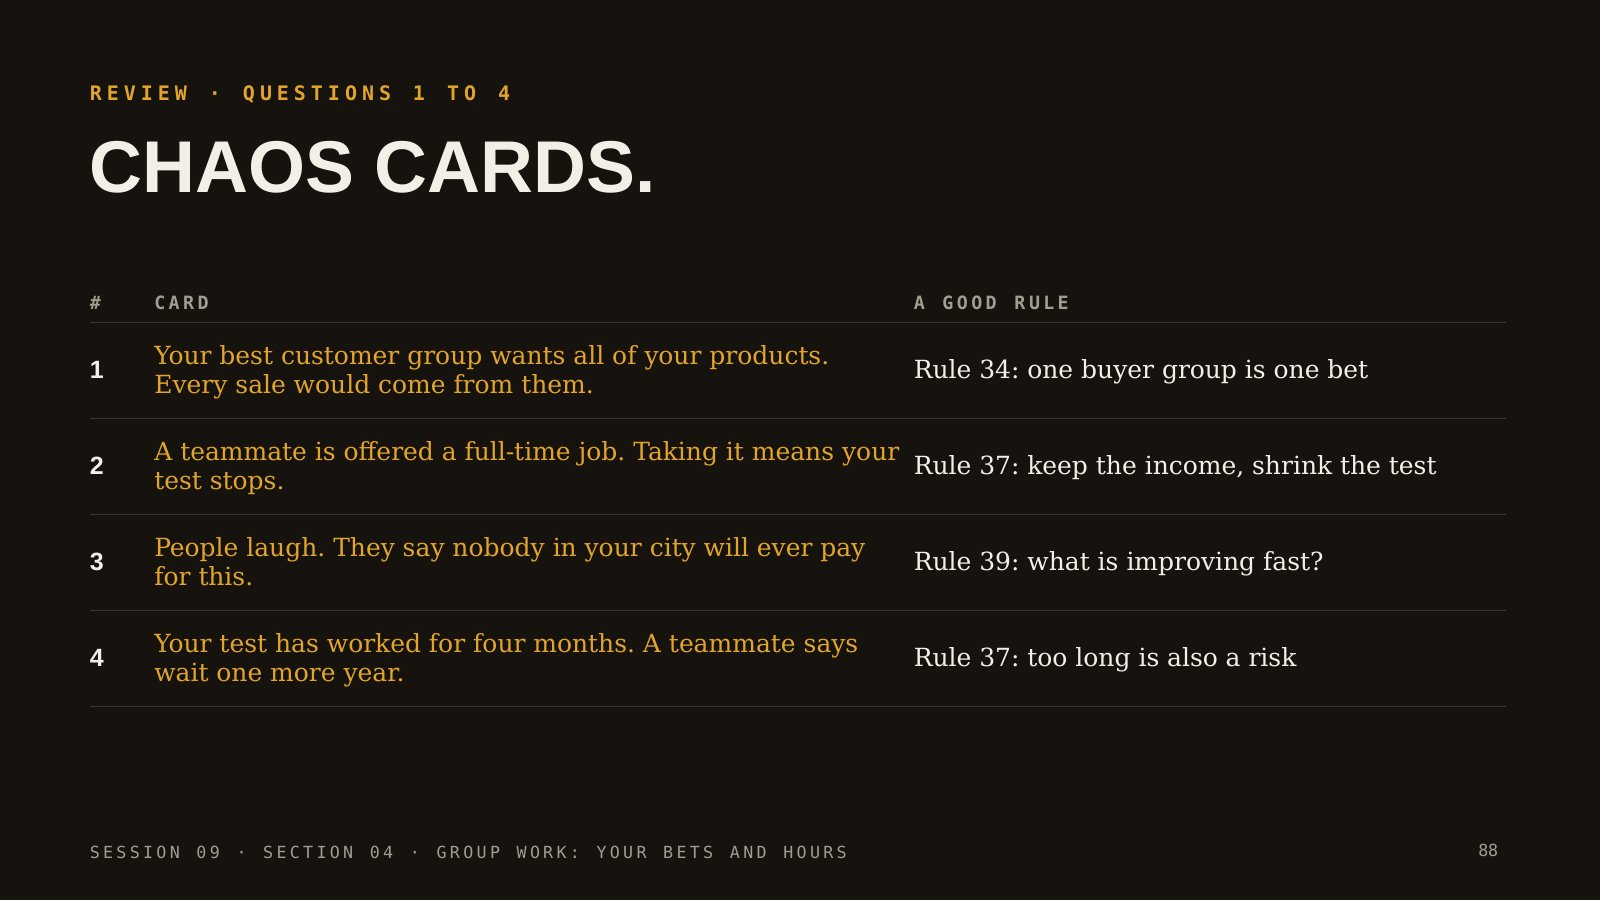 REVIEW · QUESTIONS 1 TO 4
CHAOS CARDS.
# CARD A GOOD RULE
1 Your best customer group wants all of your products. Every sale would come from them. Rule 34: one buyer group is one bet
2 A teammate is offered a full-time job. Taking it means your test stops. Rule 37: keep the income, shrink the test
3 People laugh. They say nobody in your city will ever pay for this. Rule 39: what is improving fast?
4 Your test has worked for four months. A teammate says wait one more year. Rule 37: too long is also a risk
SESSION 09 · SECTION 04 · GROUP WORK: YOUR BETS AND HOURS 88